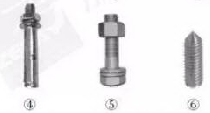 ④ ⑤ ⑥